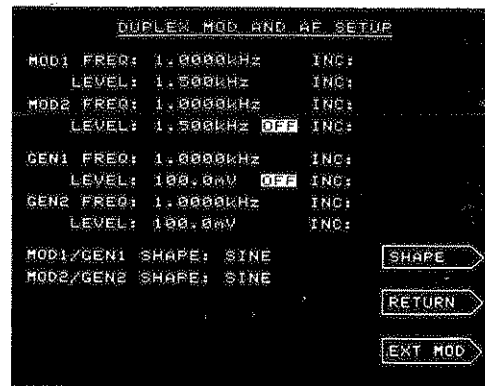 DUPLEX MOD AND AF SETUP
MOD1 FREQ: 1.0000kHz INC:
LEVEL: 1.500kHz INC:
MOD2 FREQ: 1.0000kHz INC:
LEVEL: 1.500kHz OFF INC:
GEN1 FREQ: 1.0000kHz INC:
LEVEL: 100.0mV OFF INC:
GEN2 FREQ: 1.0000kHz INC:
LEVEL: 100.0mV INC:
MOD1/GEN1 SHAPE: SINE
SHAPE
MOD2/GEN2 SHAPE: SINE
RETURN
EXT MOD